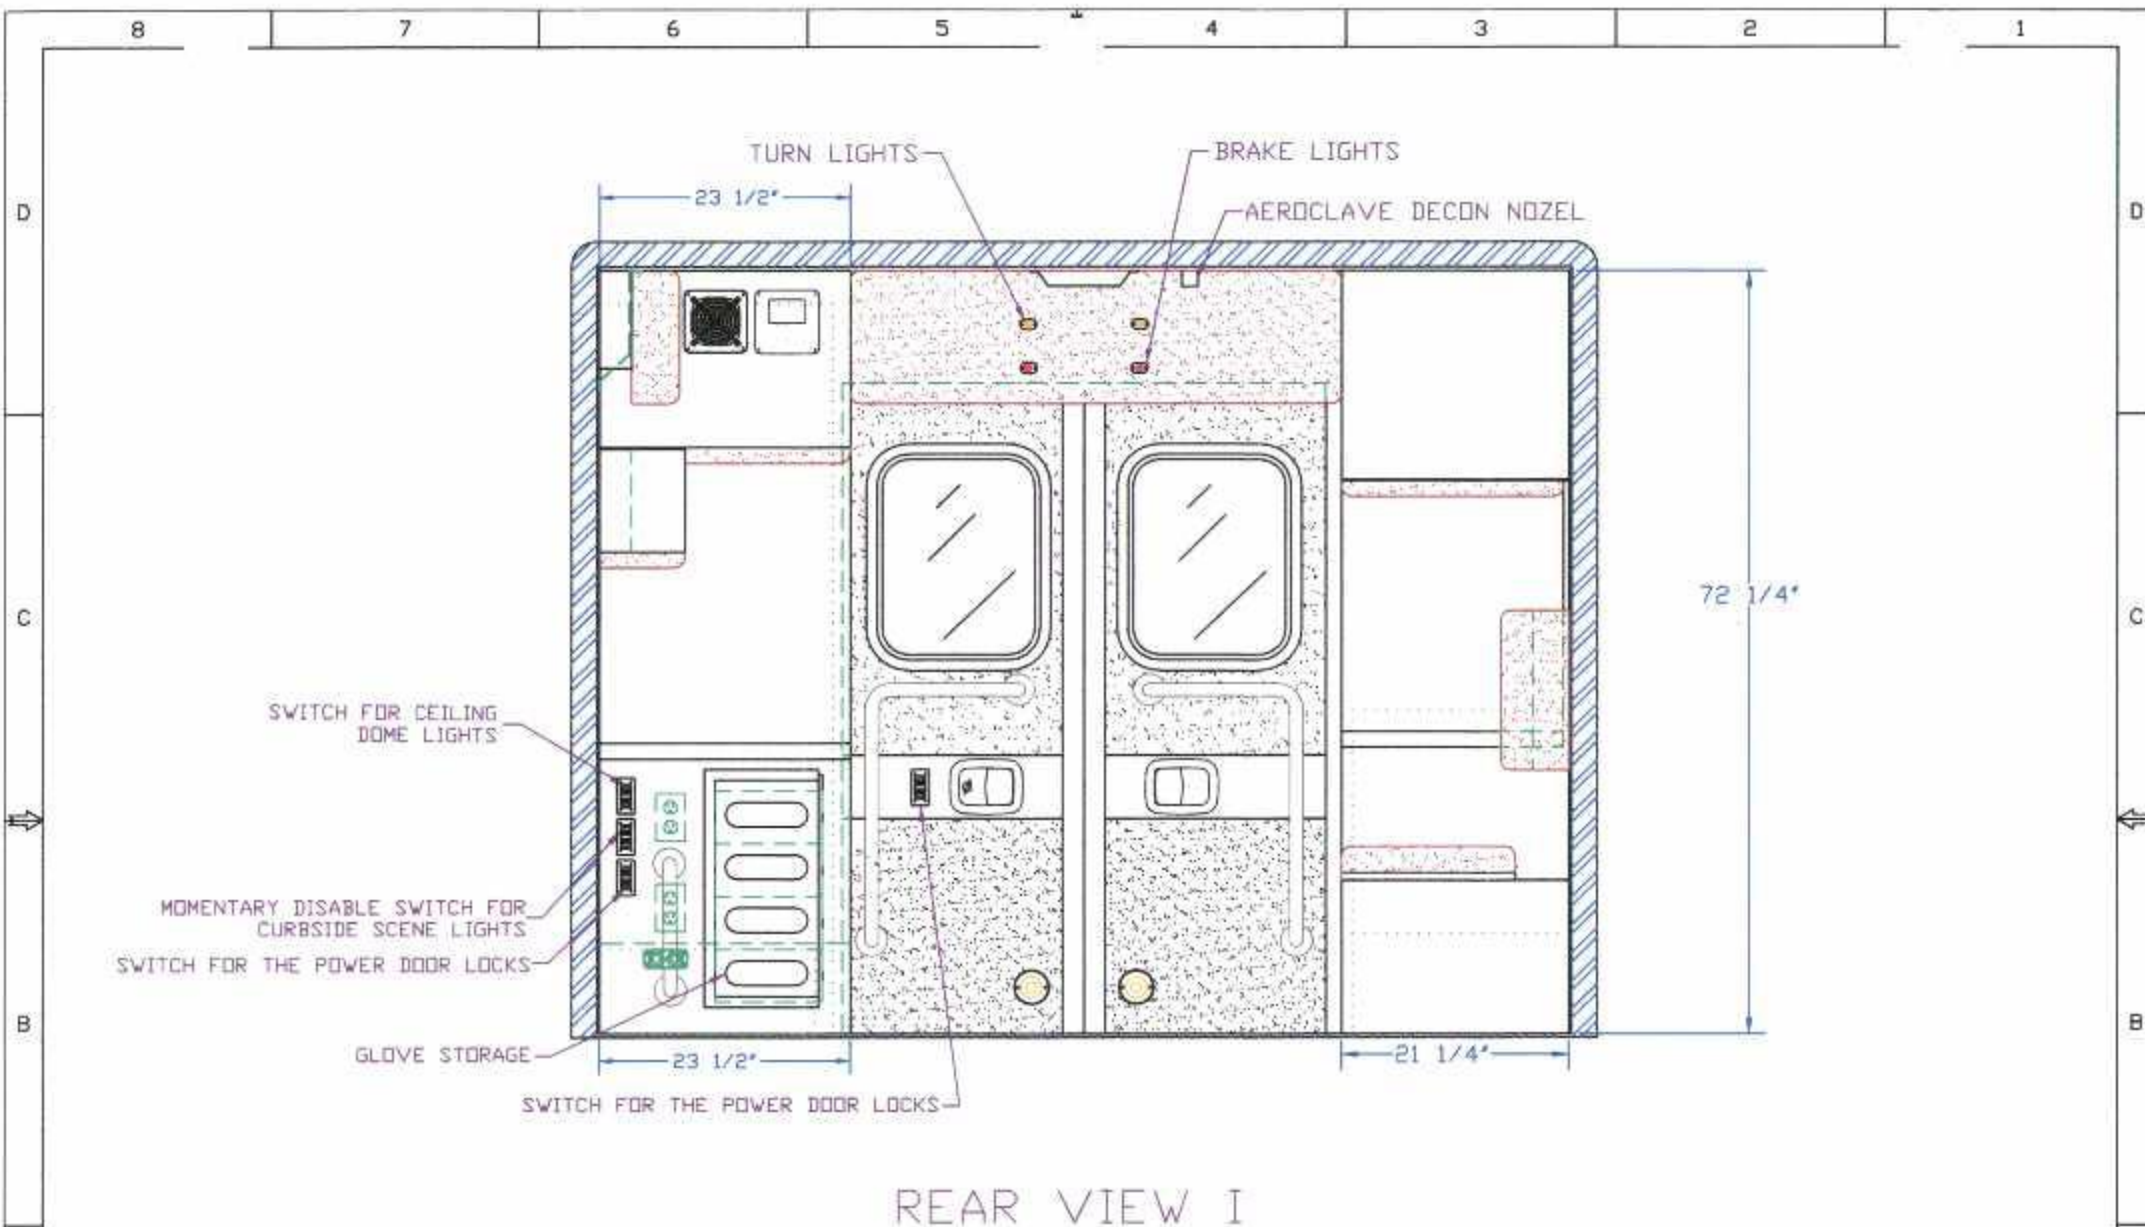 8 7 6 5 4 3 2 1
TURN LIGHTS
BRAKE LIGHTS
D
23 1/2"
AEROCLAVE DECON NOZEL
D
C
72 1/4"
C
SWITCH FOR CEILING
DOME LIGHTS
MOMENTARY DISABLE SWITCH FOR
CURBSIDE SCENE LIGHTS
SWITCH FOR THE POWER DOOR LOCKS
B
B
GLOVE STORAGE
23 1/2"
21 1/4"
SWITCH FOR THE POWER DOOR LOCKS
REAR VIEW I